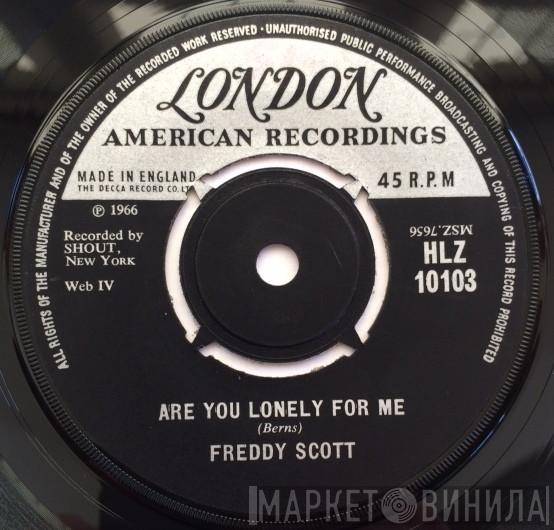 ALL RIGHTS OF THE MANUFACTURER AND OF THE OWNER OF THE RECORDED WORK RESERVED · UNAUTHORISED PUBLIC PERFORMANCE BROADCASTING AND COPYING OF THIS RECORD PROHIBITED
LONDON
AMERICAN RECORDINGS
MADE IN ENGLAND
THE DECCA RECORD CO.
45 R.P.M
℗ 1966
Recorded by
SHOUT,
New York
Web IV
MSZ.7656
HLZ
10103
ARE YOU LONELY FOR ME
(Berns)
FREDDY SCOTT
МАРКЕТ ВИНИЛА